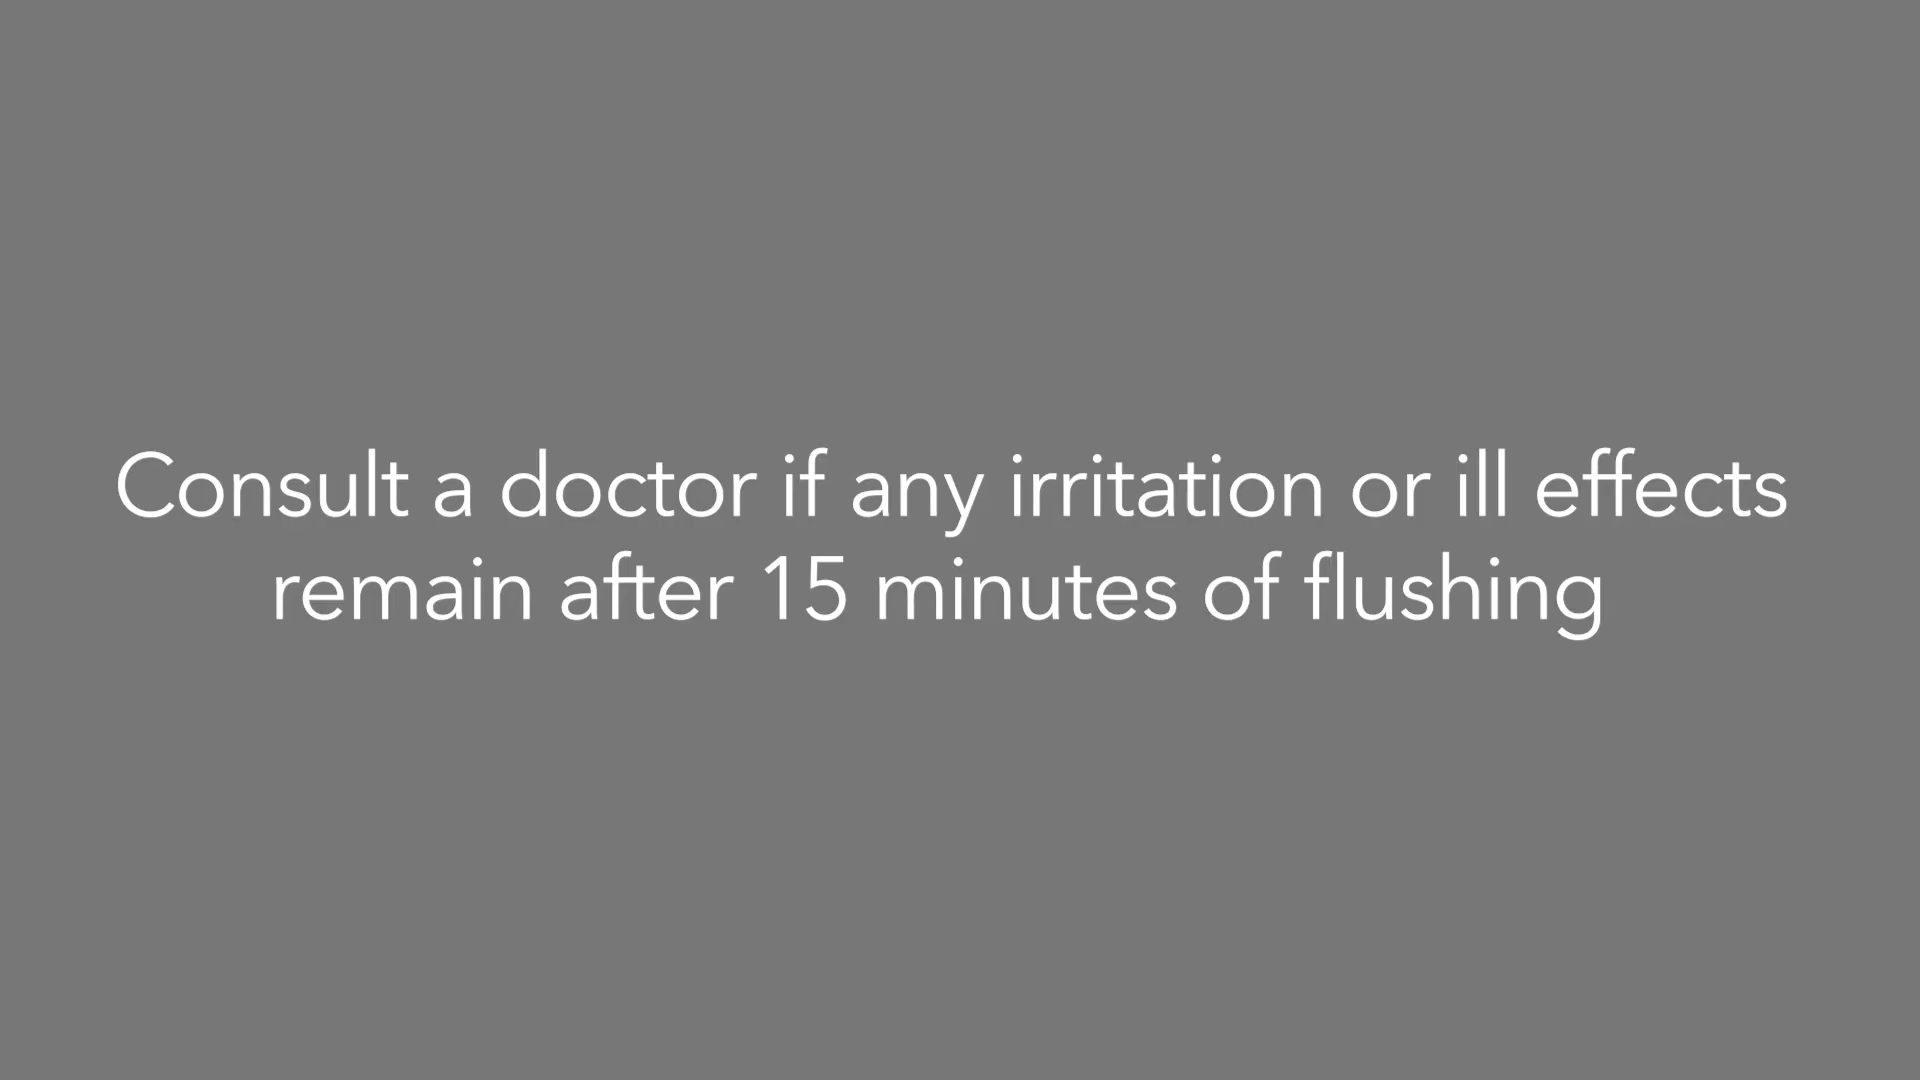 Consult a doctor if any irritation or ill effects
remain after 15 minutes of flushing